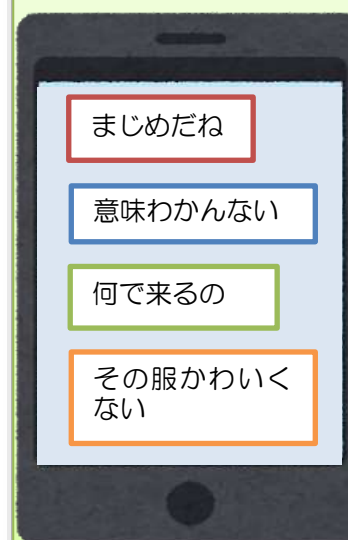 まじめだね
意味わかんない
何で来るの
その服かわいく
ない